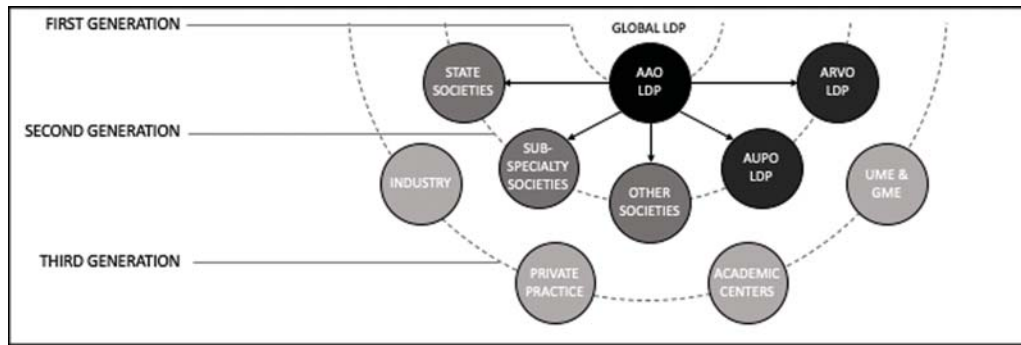 FIRST GENERATION
GLOBAL LDP
STATE
SOCIETIES
AAO
LDP
ARVO
LDP
SECOND GENERATION
SUB-
SPECIALTY
SOCIETIES
OTHER
SOCIETIES
AUPO
LDP
INDUSTRY
UME &
GME
THIRD GENERATION
PRIVATE
PRACTICE
ACADEMIC
CENTERS